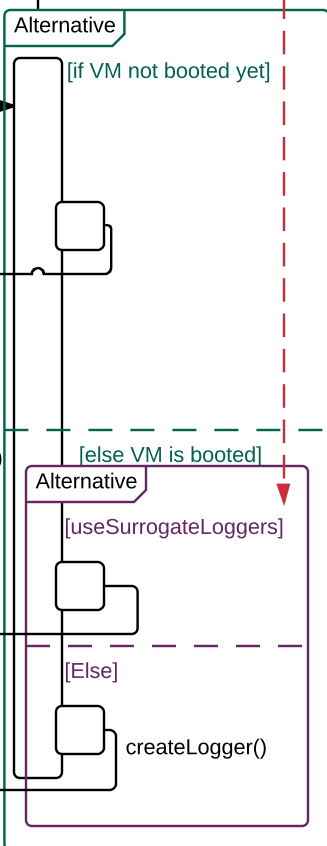 Alternative
[if VM not booted yet]
)
[else VM is booted]
Alternative
[useSurrogateLoggers]
[Else]
createLogger()